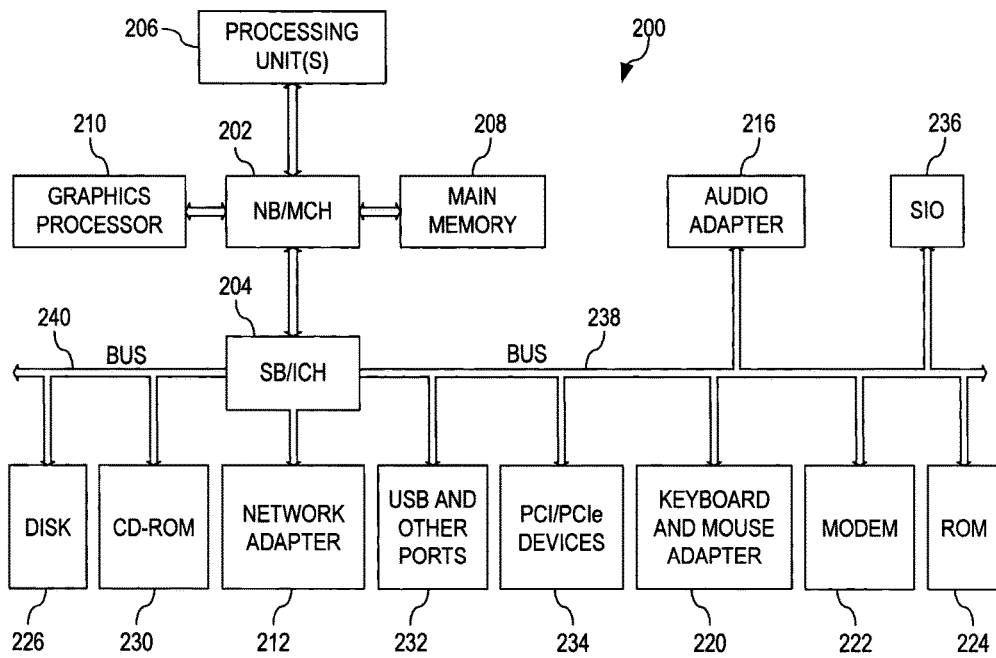 206
PROCESSING
UNIT(S)
200
210
202
208
216
236
GRAPHICS
PROCESSOR
NB/MCH
MAIN
MEMORY
AUDIO
ADAPTER
SIO
204
240
BUS
SB/ICH
BUS
238
DISK
CD-ROM
NETWORK
ADAPTER
USB AND
OTHER
PORTS
PCI/PCIe
DEVICES
KEYBOARD
AND MOUSE
ADAPTER
MODEM
ROM
226
230
212
232
234
220
222
224